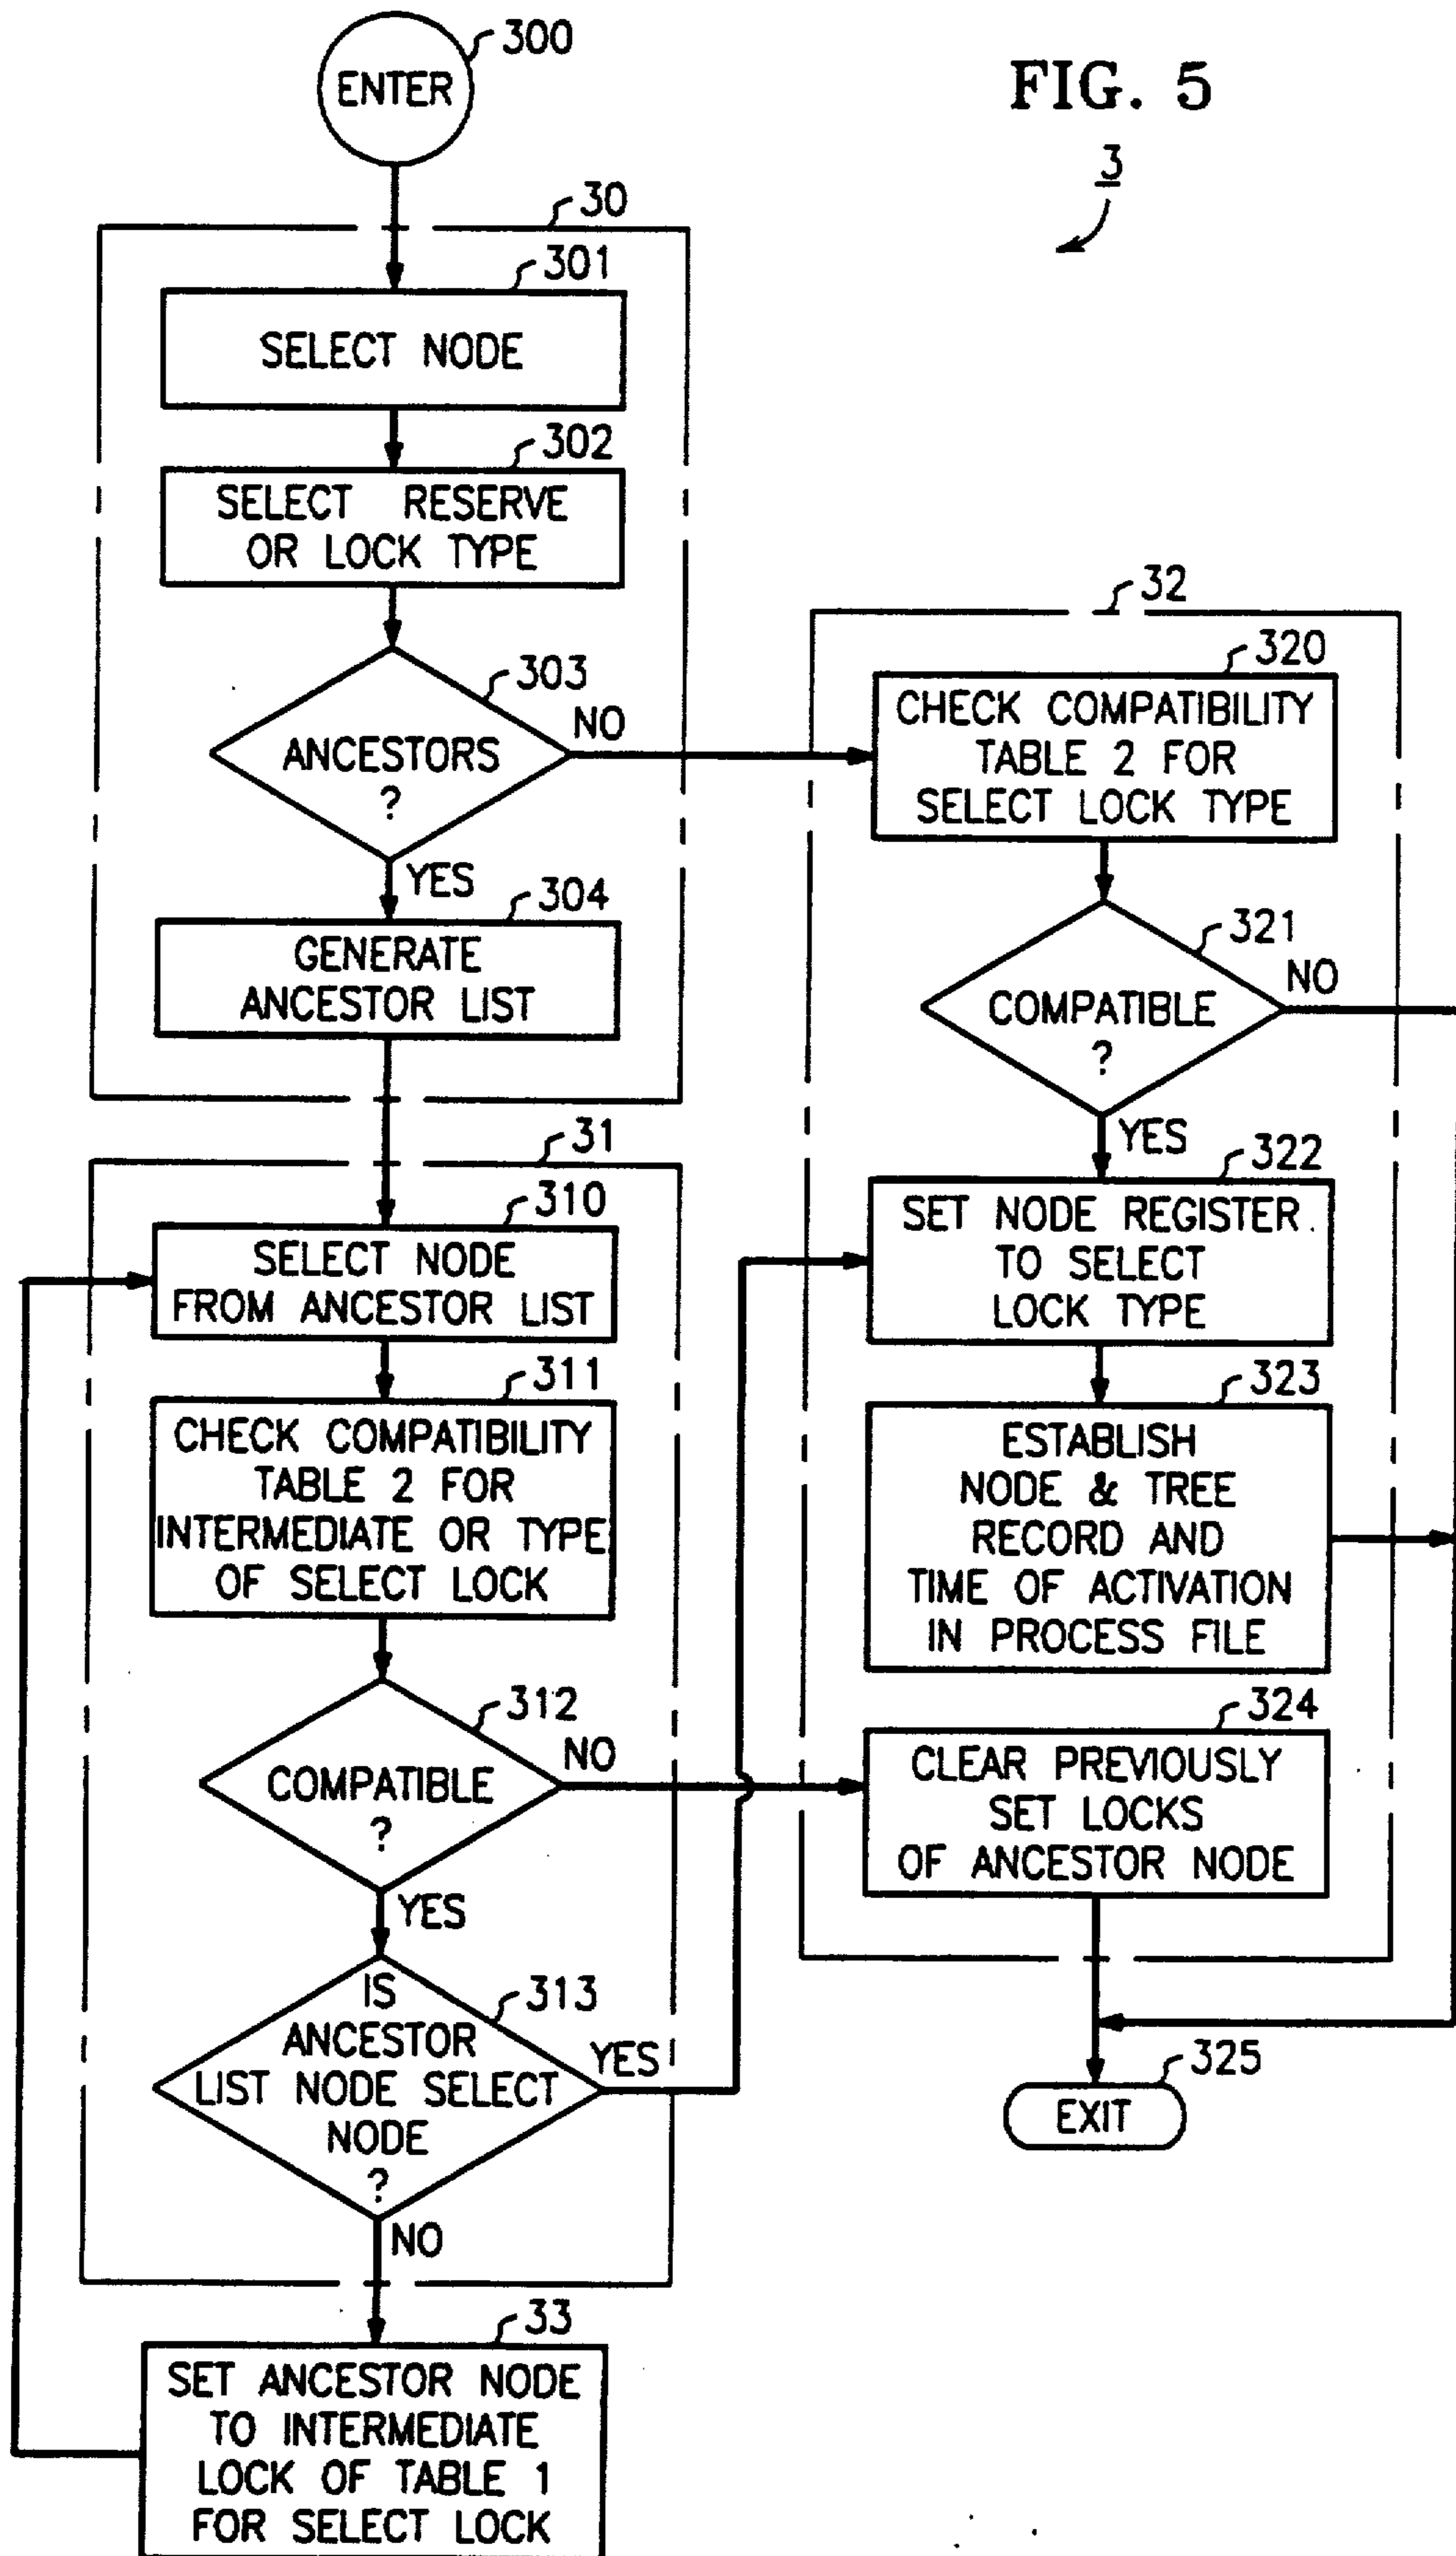 300
ENTER
FIG. 5
3
30
301
SELECT NODE
302
SELECT RESERVE
OR LOCK TYPE
303
ANCESTORS
?
NO
YES
304
GENERATE
ANCESTOR LIST
31
310
SELECT NODE
FROM ANCESTOR LIST
311
CHECK COMPATIBILITY
TABLE 2 FOR
INTERMEDIATE OR TYPE
OF SELECT LOCK
312
COMPATIBLE
?
NO
YES
313
IS
ANCESTOR
LIST NODE SELECT
NODE
?
YES
NO
33
SET ANCESTOR NODE
TO INTERMEDIATE
LOCK OF TABLE 1
FOR SELECT LOCK
32
320
CHECK COMPATIBILITY
TABLE 2 FOR
SELECT LOCK TYPE
321
COMPATIBLE
?
NO
YES
322
SET NODE REGISTER
TO SELECT
LOCK TYPE
323
ESTABLISH
NODE & TREE
RECORD AND
TIME OF ACTIVATION
IN PROCESS FILE
324
CLEAR PREVIOUSLY
SET LOCKS
OF ANCESTOR NODE
325
EXIT